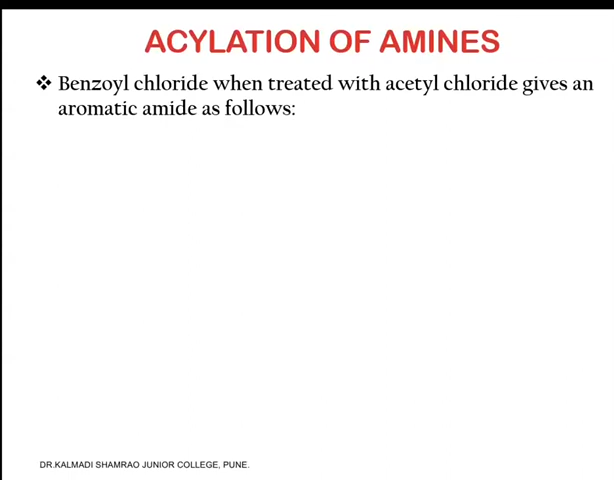 ACYLATION OF AMINES
❖ Benzoyl chloride when treated with acetyl chloride gives an
aromatic amide as follows:
DR.KALMADI SHAMRAO JUNIOR COLLEGE, PUNE.